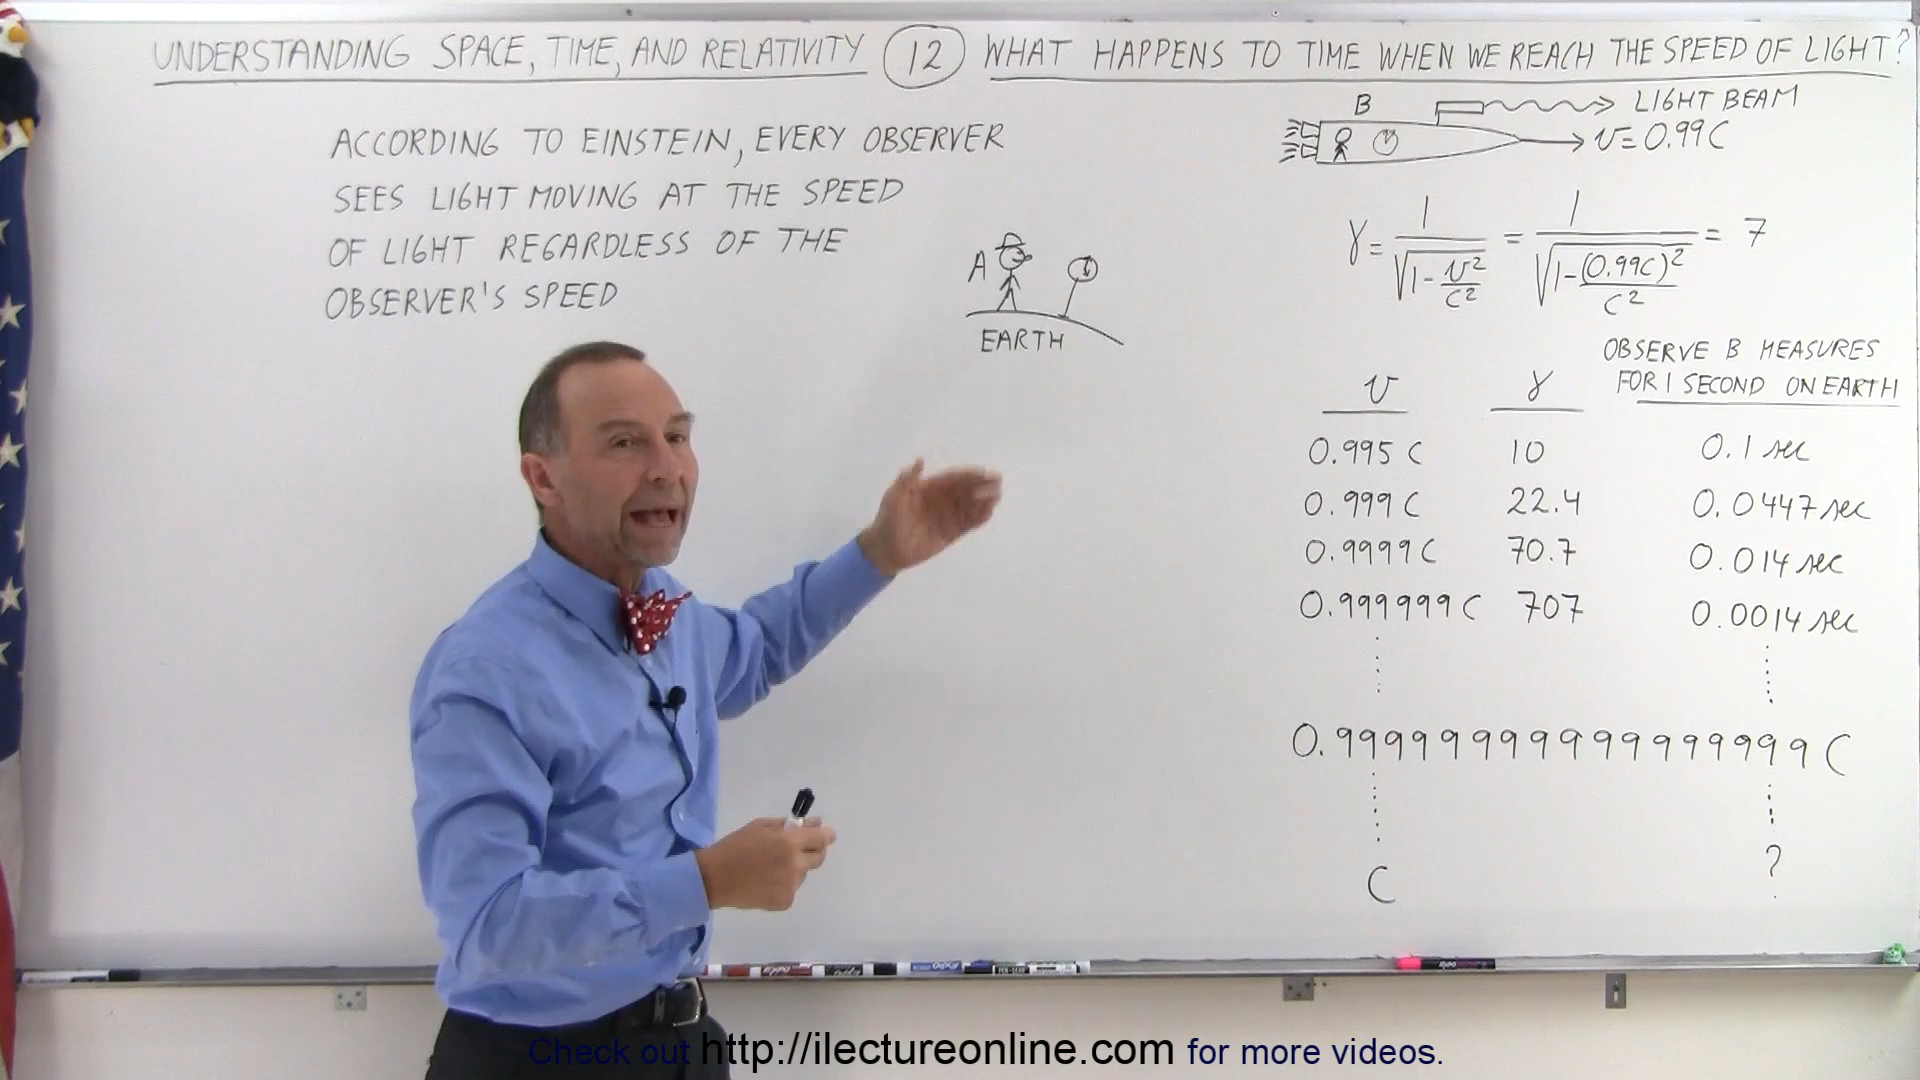 UNDERSTANDING SPACE, TIME, AND RELATIVITY 12 WHAT HAPPENS TO TIME WHEN WE REACH THE SPEED OF LIGHT?
ACCORDING TO EINSTEIN, EVERY OBSERVER
SEES LIGHT MOVING AT THE SPEED
OF LIGHT REGARDLESS OF THE
OBSERVER'S SPEED
A
EARTH
B
LIGHT BEAM
v = 0.99C
γ = 1/√(1 - v²/C²) = 1/√(1 - (0.99C)²/C²) = 7
OBSERVE B MEASURES
FOR 1 SECOND ON EARTH
v γ
0.995 C 10 0.1 sec
0.999 C 22.4 0.0447 sec
0.9999 C 70.7 0.014 sec
0.999999 C 707 0.0014 sec
0.99999999999999999 C
C ?
Check out http://ilectureonline.com for more videos.